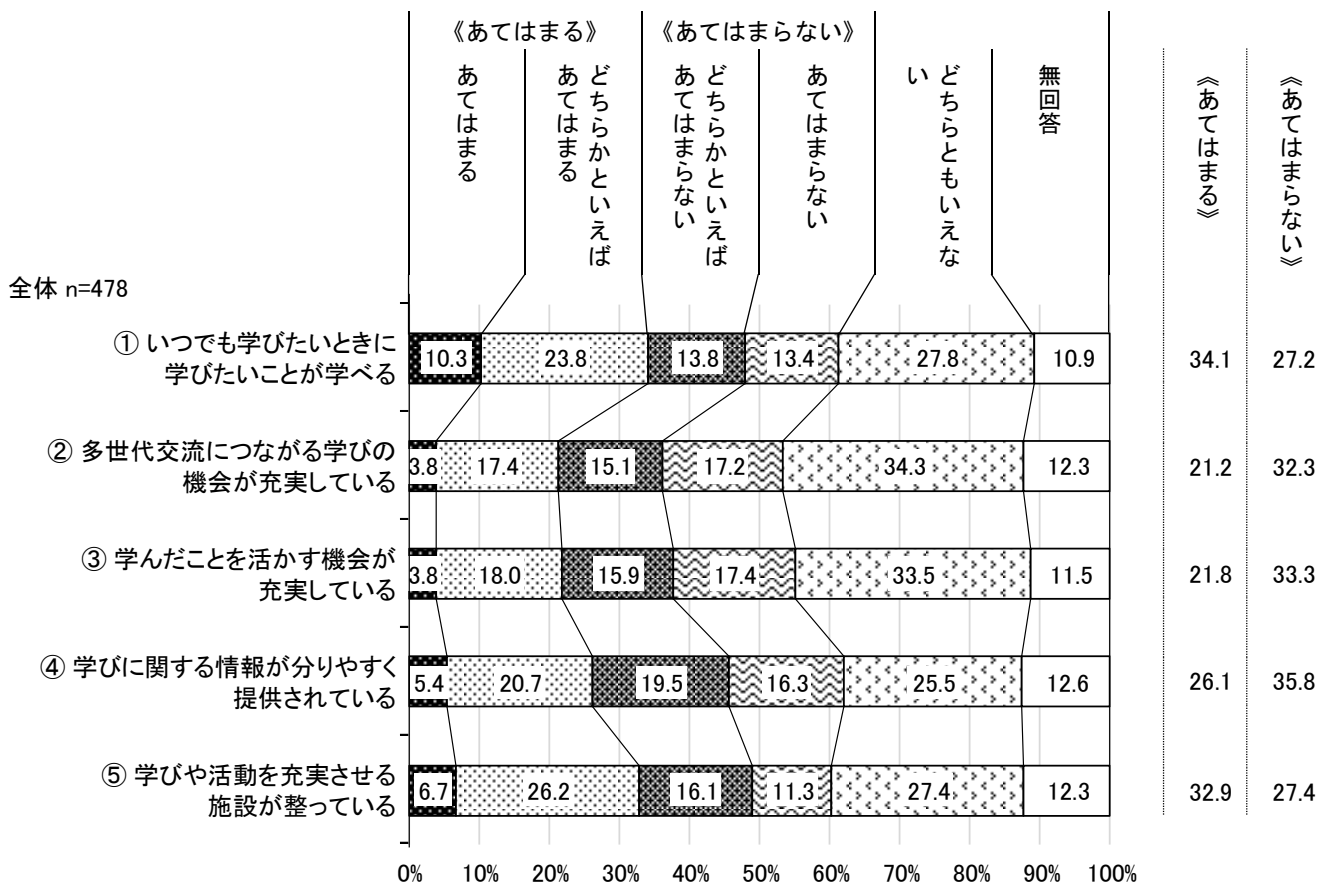 《あてはまる》
《あてはまらない》
あてはまる
どちらかといえば
あてはまる
どちらかといえば
あてはまらない
あてはまらない
どちらともいえな
い
無回答
《あてはまる》
《あてはまらない》
全体 n=478
① いつでも学びたいときに
学びたいことが学べる
10.3 23.8 13.8 13.4 27.8 10.9 34.1 27.2
② 多世代交流につながる学びの
機会が充実している
3.8 17.4 15.1 17.2 34.3 12.3 21.2 32.3
③ 学んだことを活かす機会が
充実している
3.8 18.0 15.9 17.4 33.5 11.5 21.8 33.3
④ 学びに関する情報が分りやすく
提供されている
5.4 20.7 19.5 16.3 25.5 12.6 26.1 35.8
⑤ 学びや活動を充実させる
施設が整っている
6.7 26.2 16.1 11.3 27.4 12.3 32.9 27.4
0% 10% 20% 30% 40% 50% 60% 70% 80% 90% 100%